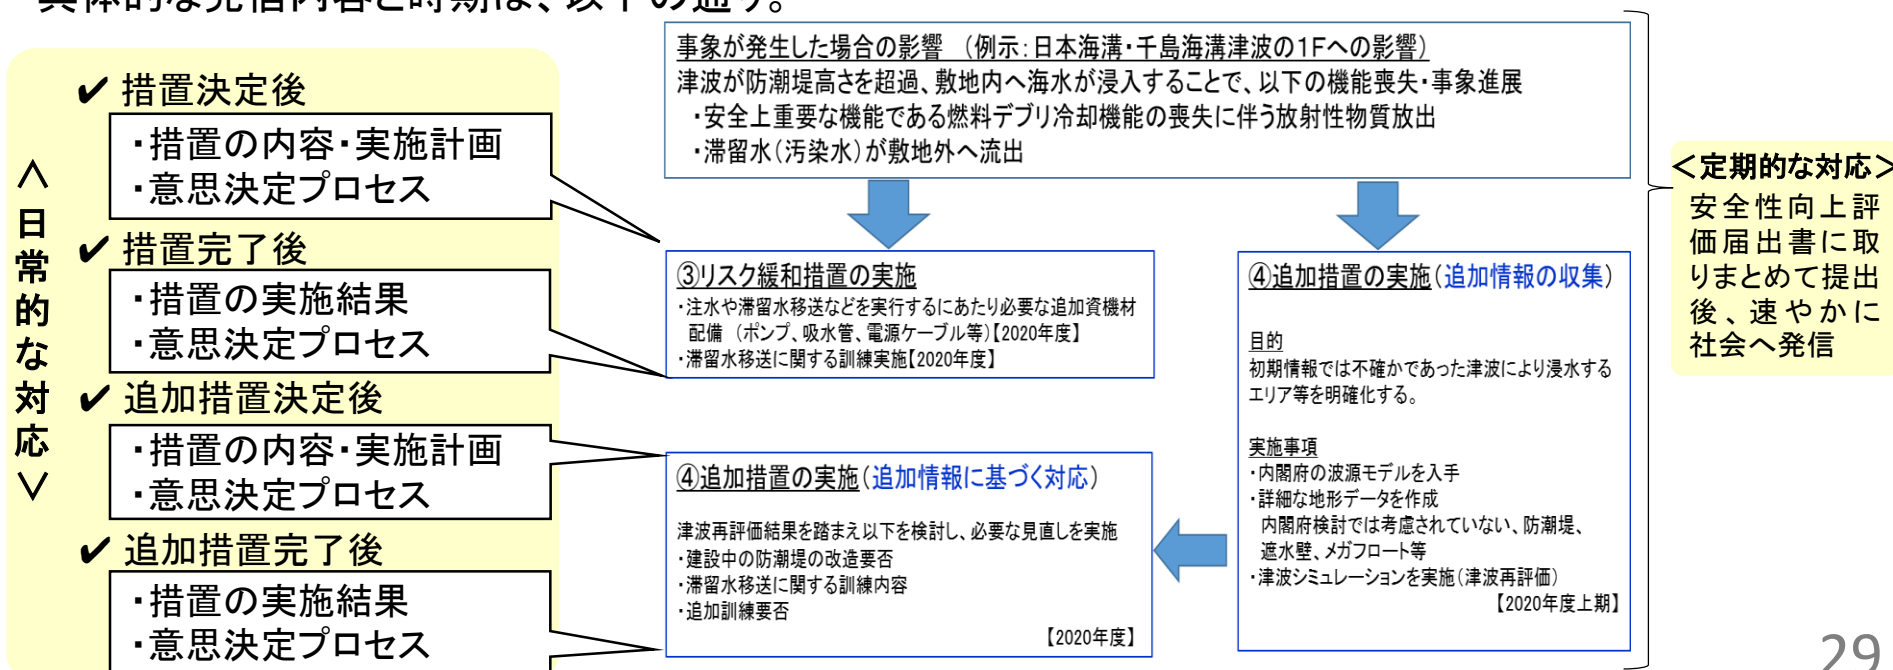 具体的な発信内容と時期は、以下の通り。
＜日常的な対応＞
✔ 措置決定後
・措置の内容・実施計画
・意思決定プロセス
✔ 措置完了後
・措置の実施結果
・意思決定プロセス
✔ 追加措置決定後
・措置の内容・実施計画
・意思決定プロセス
✔ 追加措置完了後
・措置の実施結果
・意思決定プロセス
事象が発生した場合の影響 （例示：日本海溝・千島海溝津波の1Fへの影響）
津波が防潮堤高さを超過、敷地内へ海水が浸入することで、以下の機能喪失・事象進展
・安全上重要な機能である燃料デブリ冷却機能の喪失に伴う放射性物質放出
・滞留水（汚染水）が敷地外へ流出
③リスク緩和措置の実施
・注水や滞留水移送などを実行するにあたり必要な追加資機材
配備 （ポンプ、吸水管、電源ケーブル等）【2020年度】
・滞留水移送に関する訓練実施【2020年度】
④追加措置の実施（追加情報の収集）
目的
初期情報では不確かであった津波により浸水する
エリア等を明確化する。
実施事項
・内閣府の波源モデルを入手
・詳細な地形データを作成
内閣府検討では考慮されていない、防潮堤、
遮水壁、メガフロート等
・津波シミュレーションを実施（津波再評価）
【2020年度上期】
④追加措置の実施（追加情報に基づく対応）
津波再評価結果を踏まえ以下を検討し、必要な見直しを実施
・建設中の防潮堤の改造要否
・滞留水移送に関する訓練内容
・追加訓練要否
【2020年度】
＜定期的な対応＞
安全性向上評
価届出書に取
りまとめて提出
後、速やかに
社会へ発信
29